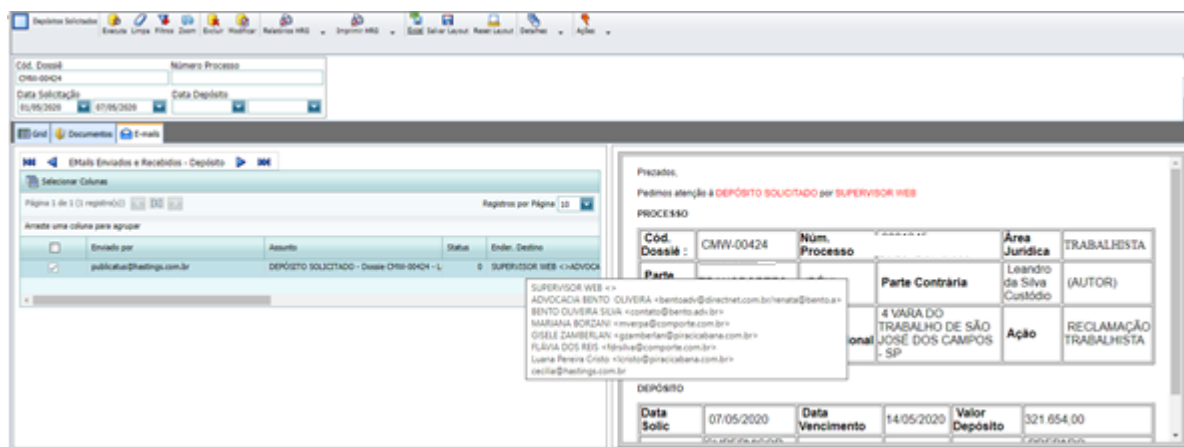 Depósitos Solicitados
Executa Limpa Filtros Zoom Excluir Modificar Relatórios HRG Imprimir HRG Excel Salvar Layout Reset Layout Detalhes Ações
Cód. Dossiê Número Processo
CMW-00424
Data Solicitação Data Depósito
01/05/2020 07/05/2020
Grid Documentos E-mails
EMails Enviados e Recebidos - Depósito
Selecionar Colunas
Página 1 de 1 (1 registro(s)) Registros por Página 10
Arraste uma coluna para agrupar
Enviado por Assunto Status Ender. Destino
publicatus@hastings.com.br DEPÓSITO SOLICITADO - Dossie CMW-00424 - L 0 SUPERVISOR WEB <>ADVOCA
SUPERVISOR WEB <>
ADVOCACIA BENTO OLIVEIRA <bentoadv@directnet.com.br/renata@bento.a>
BENTO OLIVEIRA SILVA <contato@bento.adv.br>
MARIANA BORZANI <mverpa@comporte.com.br>
GISELE ZAMBERLAN <gzamberlan@piracicabana.com.br>
FLÁVIA DOS REIS <fdrsilva@comporte.com.br>
Luana Pereira Cristo <lcristo@piracicabana.com.br>
cecilia@hastings.com.br
Prezados,
Pedimos atenção à DEPÓSITO SOLICITADO por SUPERVISOR WEB
PROCESSO
Cód. Dossiê : CMW-00424 Núm. Processo Área Jurídica TRABALHISTA
Parte Parte Contrária Leandro da Silva Custódio (AUTOR)
onal 4 VARA DO TRABALHO DE SÃO JOSÉ DOS CAMPOS - SP Ação RECLAMAÇÃO TRABALHISTA
DEPÓSITO
Data Solic 07/05/2020 Data Vencimento 14/05/2020 Valor Depósito 321.654,00